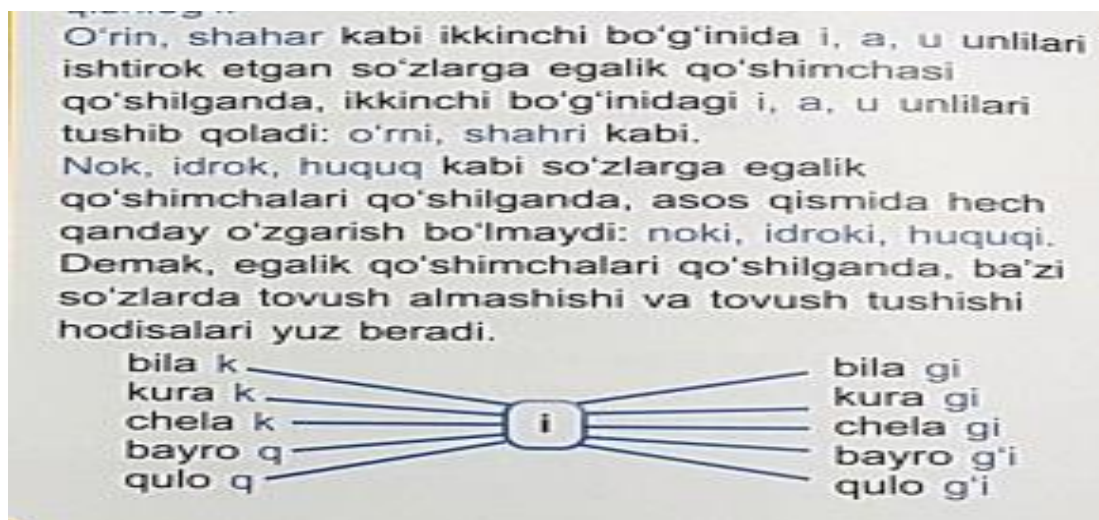 O'rin, shahar kabi ikkinchi bo'g'inida i, a, u unlilari
ishtirok etgan so'zlarga egalik qo'shimchasi
qo'shilganda, ikkinchi bo'g'inidagi i, a, u unlilari
tushib qoladi: o'rni, shahri kabi.
Nok, idrok, huquq kabi so'zlarga egalik
qo'shimchalari qo'shilganda, asos qismida hech
qanday o'zgarish bo'lmaydi: noki, idroki, huquqi.
Demak, egalik qo'shimchalari qo'shilganda, ba'zi
so'zlarda tovush almashishi va tovush tushishi
hodisalari yuz beradi.
bila k
kura k
chela k
bayro q
qulo q
i
bila gi
kura gi
chela gi
bayro g'i
qulo g'i